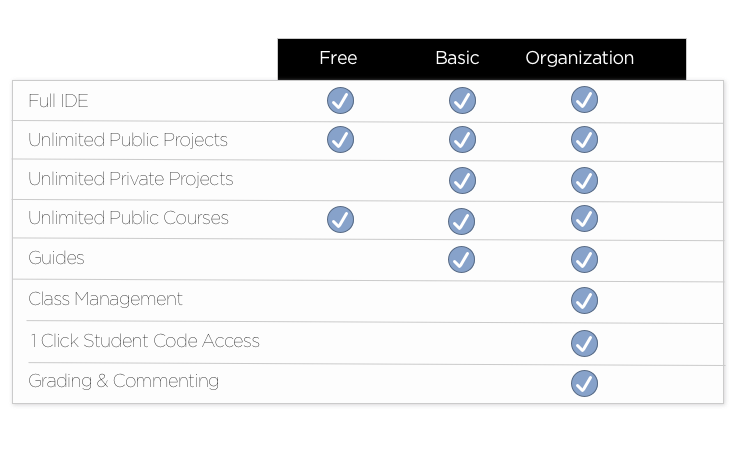 Free Basic Organization
Full IDE
Unlimited Public Projects
Unlimited Private Projects
Unlimited Public Courses
Guides
Class Management
1 Click Student Code Access
Grading & Commenting